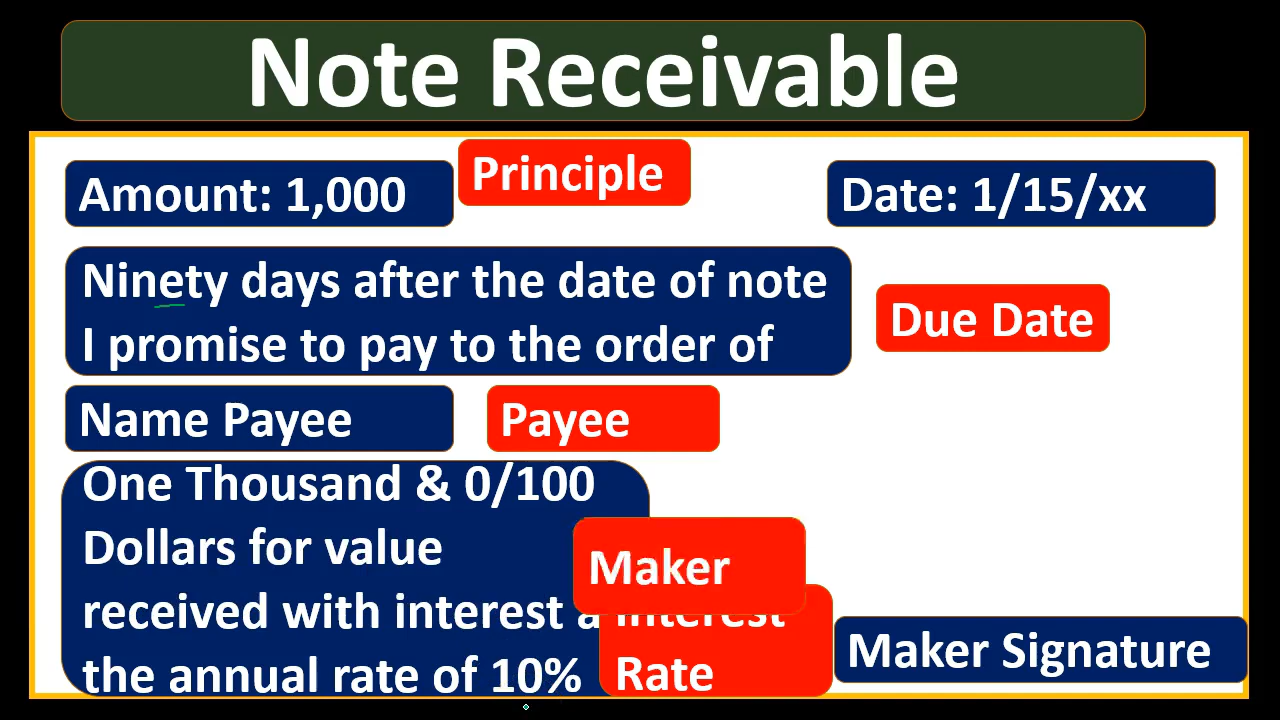 Note Receivable
Amount: 1,000
Principle
Date: 1/15/xx
Ninety days after the date of note
I promise to pay to the order of
Due Date
Name Payee
Payee
One Thousand & 0/100
Dollars for value
received with interest a
the annual rate of 10%
Maker
Interest
Rate
Maker Signature